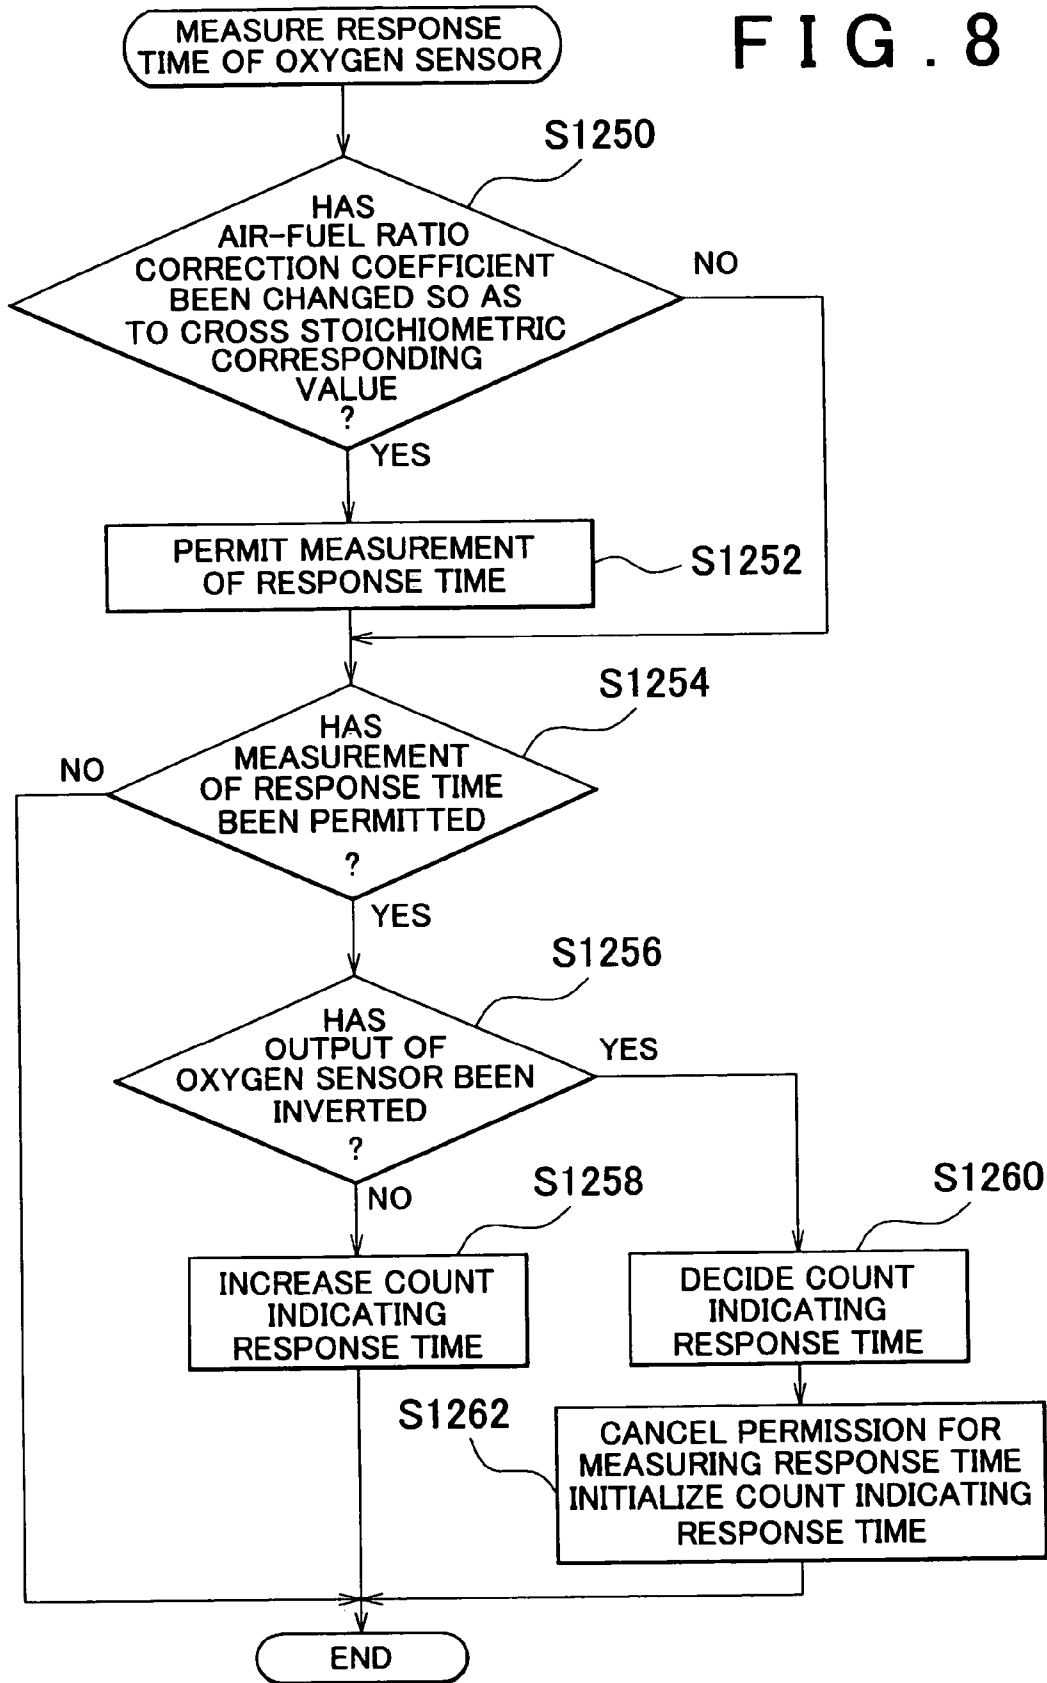 FIG.8
MEASURE RESPONSE
TIME OF OXYGEN SENSOR
S1250
HAS
AIR-FUEL RATIO
CORRECTION COEFFICIENT
BEEN CHANGED SO AS
TO CROSS STOICHIOMETRIC
CORRESPONDING
VALUE
?
NO
YES
PERMIT MEASUREMENT
OF RESPONSE TIME
S1252
S1254
HAS
MEASUREMENT
OF RESPONSE TIME
BEEN PERMITTED
?
NO
YES
S1256
HAS
OUTPUT OF
OXYGEN SENSOR BEEN
INVERTED
?
YES
NO
S1258
INCREASE COUNT
INDICATING
RESPONSE TIME
S1260
DECIDE COUNT
INDICATING
RESPONSE TIME
S1262
CANCEL PERMISSION FOR
MEASURING RESPONSE TIME
INITIALIZE COUNT INDICATING
RESPONSE TIME
END